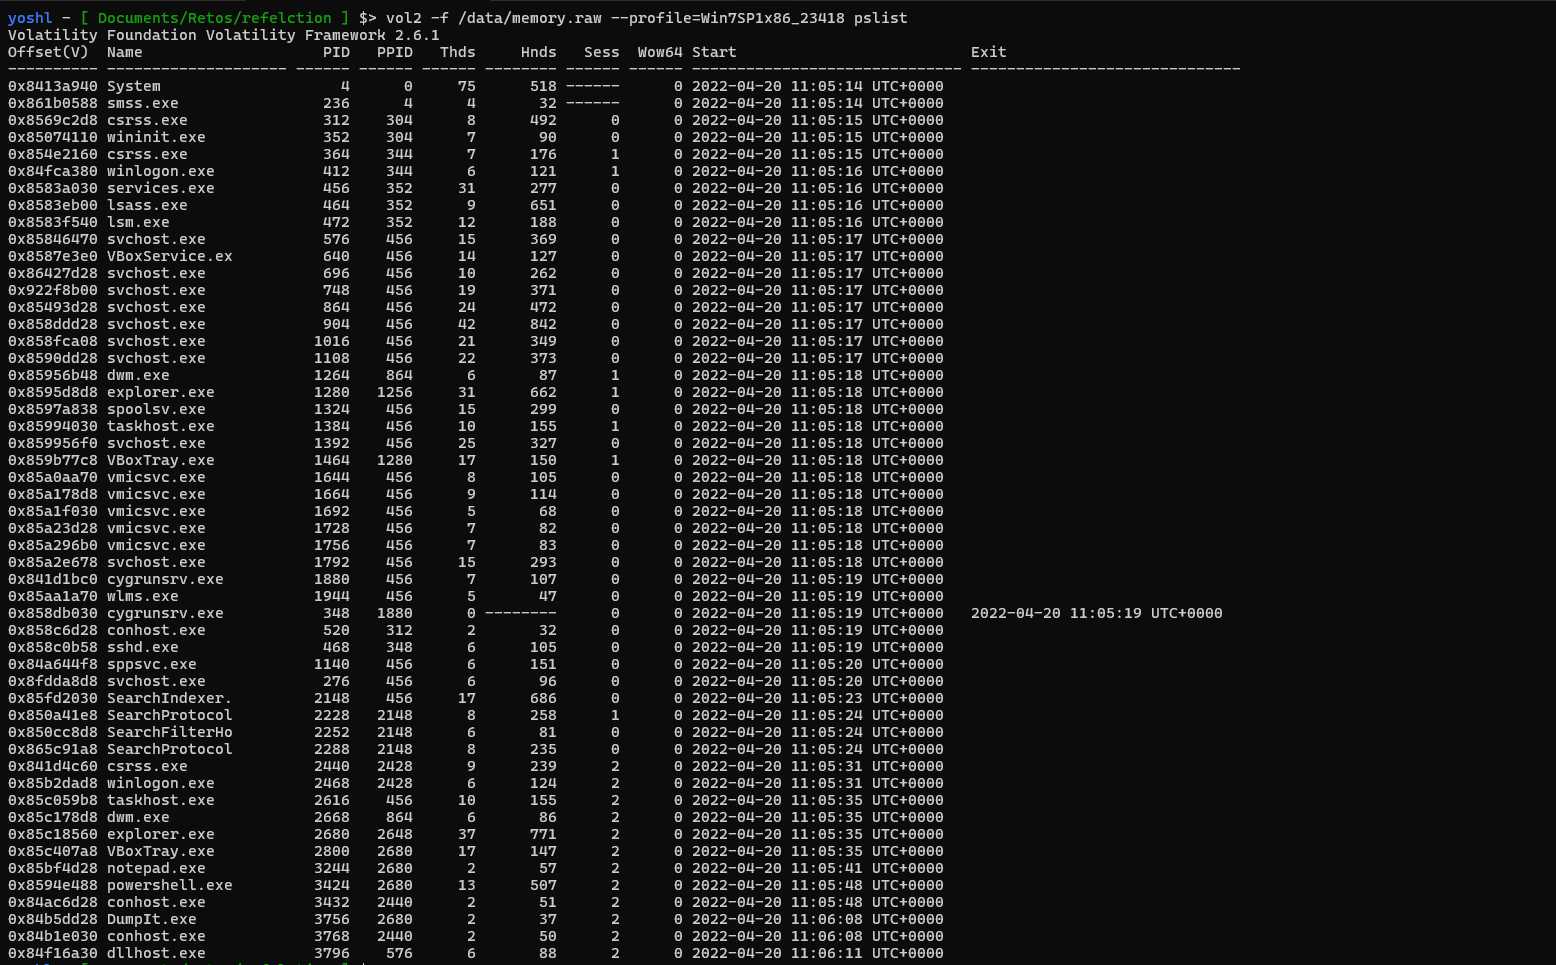 yoshl - [ Documents/Retos/refelction ] $> vol2 -f /data/memory.raw --profile=Win7SP1x86_23418 pslist
Volatility Foundation Volatility Framework 2.6.1
Offset(V)  Name                    PID   PPID   Thds     Hnds   Sess  Wow64 Start                          Exit
---------- -------------------- ------ ------ ------ -------- ------ ------ ------------------------------ ------------------------------
0x8413a940 System                    4      0     75      518 ------      0 2022-04-20 11:05:14 UTC+0000
0x861b0588 smss.exe                236      4      4       32 ------      0 2022-04-20 11:05:14 UTC+0000
0x8569c2d8 csrss.exe               312    304      8      492      0      0 2022-04-20 11:05:15 UTC+0000
0x85074110 wininit.exe             352    304      7       90      0      0 2022-04-20 11:05:15 UTC+0000
0x854e2160 csrss.exe               364    344      7      176      1      0 2022-04-20 11:05:15 UTC+0000
0x84fca380 winlogon.exe            412    344      6      121      1      0 2022-04-20 11:05:16 UTC+0000
0x8583a030 services.exe            456    352     31      277      0      0 2022-04-20 11:05:16 UTC+0000
0x8583eb00 lsass.exe               464    352      9      651      0      0 2022-04-20 11:05:16 UTC+0000
0x8583f540 lsm.exe                 472    352     12      188      0      0 2022-04-20 11:05:16 UTC+0000
0x85846470 svchost.exe             576    456     15      369      0      0 2022-04-20 11:05:17 UTC+0000
0x8587e3e0 VBoxService.ex          640    456     14      127      0      0 2022-04-20 11:05:17 UTC+0000
0x86427d28 svchost.exe             696    456     10      262      0      0 2022-04-20 11:05:17 UTC+0000
0x922f8b00 svchost.exe             748    456     19      371      0      0 2022-04-20 11:05:17 UTC+0000
0x85493d28 svchost.exe             864    456     24      472      0      0 2022-04-20 11:05:17 UTC+0000
0x858ddd28 svchost.exe             904    456     42      842      0      0 2022-04-20 11:05:17 UTC+0000
0x858fca08 svchost.exe            1016    456     21      349      0      0 2022-04-20 11:05:17 UTC+0000
0x8590dd28 svchost.exe            1108    456     22      373      0      0 2022-04-20 11:05:17 UTC+0000
0x85956b48 dwm.exe                1264    864      6       87      1      0 2022-04-20 11:05:18 UTC+0000
0x8595d8d8 explorer.exe           1280   1256     31      662      1      0 2022-04-20 11:05:18 UTC+0000
0x8597a838 spoolsv.exe            1324    456     15      299      0      0 2022-04-20 11:05:18 UTC+0000
0x85994030 taskhost.exe           1384    456     10      155      1      0 2022-04-20 11:05:18 UTC+0000
0x859956f0 svchost.exe            1392    456     25      327      0      0 2022-04-20 11:05:18 UTC+0000
0x859b77c8 VBoxTray.exe           1464   1280     17      150      1      0 2022-04-20 11:05:18 UTC+0000
0x85a0aa70 vmicsvc.exe            1644    456      8      105      0      0 2022-04-20 11:05:18 UTC+0000
0x85a178d8 vmicsvc.exe            1664    456      9      114      0      0 2022-04-20 11:05:18 UTC+0000
0x85a1f030 vmicsvc.exe            1692    456      5       68      0      0 2022-04-20 11:05:18 UTC+0000
0x85a23d28 vmicsvc.exe            1728    456      7       82      0      0 2022-04-20 11:05:18 UTC+0000
0x85a296b0 vmicsvc.exe            1756    456      7       83      0      0 2022-04-20 11:05:18 UTC+0000
0x85a2e678 svchost.exe            1792    456     15      293      0      0 2022-04-20 11:05:18 UTC+0000
0x841d1bc0 cygrunsrv.exe          1880    456      7      107      0      0 2022-04-20 11:05:19 UTC+0000
0x85aa1a70 wlms.exe               1944    456      5       47      0      0 2022-04-20 11:05:19 UTC+0000
0x858db030 cygrunsrv.exe           348   1880      0 --------      0      0 2022-04-20 11:05:19 UTC+0000   2022-04-20 11:05:19 UTC+0000
0x858c6d28 conhost.exe             520    312      2       32      0      0 2022-04-20 11:05:19 UTC+0000
0x858c0b58 sshd.exe                468    348      6      105      0      0 2022-04-20 11:05:19 UTC+0000
0x84a644f8 sppsvc.exe             1140    456      6      151      0      0 2022-04-20 11:05:20 UTC+0000
0x8fdda8d8 svchost.exe             276    456      6       96      0      0 2022-04-20 11:05:20 UTC+0000
0x85fd2030 SearchIndexer.         2148    456     17      686      0      0 2022-04-20 11:05:23 UTC+0000
0x850a41e8 SearchProtocol         2228   2148      8      258      1      0 2022-04-20 11:05:24 UTC+0000
0x850cc8d8 SearchFilterHo         2252   2148      6       81      0      0 2022-04-20 11:05:24 UTC+0000
0x865c91a8 SearchProtocol         2288   2148      8      235      0      0 2022-04-20 11:05:24 UTC+0000
0x841d4c60 csrss.exe              2440   2428      9      239      2      0 2022-04-20 11:05:31 UTC+0000
0x85b2dad8 winlogon.exe           2468   2428      6      124      2      0 2022-04-20 11:05:31 UTC+0000
0x85c059b8 taskhost.exe           2616    456     10      155      2      0 2022-04-20 11:05:35 UTC+0000
0x85c178d8 dwm.exe                2668    864      6       86      2      0 2022-04-20 11:05:35 UTC+0000
0x85c18560 explorer.exe           2680   2648     37      771      2      0 2022-04-20 11:05:35 UTC+0000
0x85c407a8 VBoxTray.exe           2800   2680     17      147      2      0 2022-04-20 11:05:35 UTC+0000
0x85bf4d28 notepad.exe            3244   2680      2       57      2      0 2022-04-20 11:05:41 UTC+0000
0x8594e488 powershell.exe         3424   2680     13      507      2      0 2022-04-20 11:05:48 UTC+0000
0x84ac6d28 conhost.exe            3432   2440      2       51      2      0 2022-04-20 11:05:48 UTC+0000
0x84b5dd28 DumpIt.exe             3756   2680      2       37      2      0 2022-04-20 11:06:08 UTC+0000
0x84b1e030 conhost.exe            3768   2440      2       50      2      0 2022-04-20 11:06:08 UTC+0000
0x84f16a30 dllhost.exe            3796    576      6       88      2      0 2022-04-20 11:06:11 UTC+0000